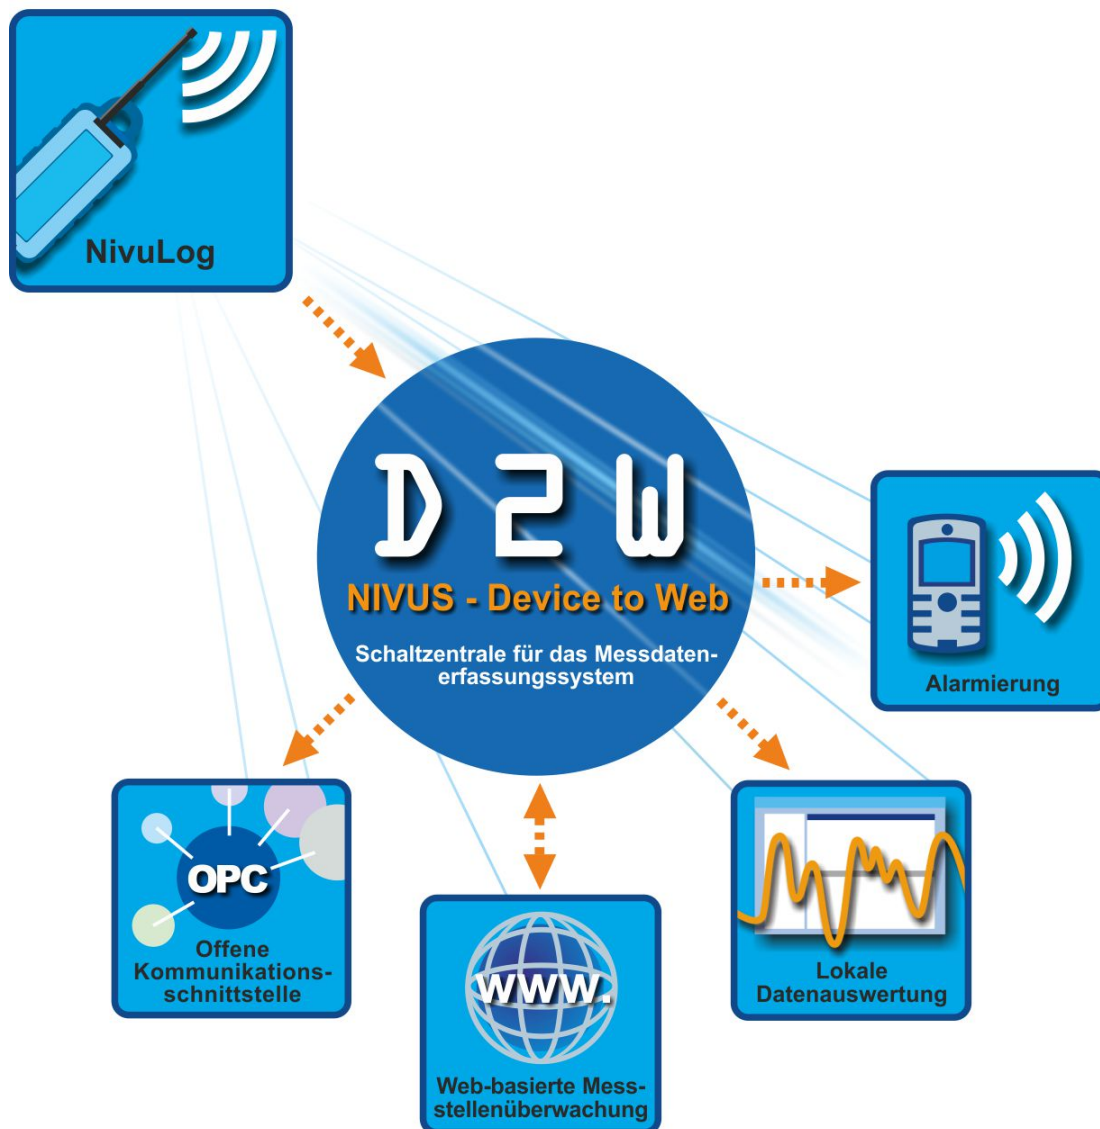 NivuLog
D2W
NIVUS - Device to Web
Schaltzentrale für das Messdaten-
erfassungssystem
Alarmierung
OPC
Offene
Kommunikations-
schnittstelle
www.
Web-basierte Mess-
stellenüberwachung
Lokale
Datenauswertung